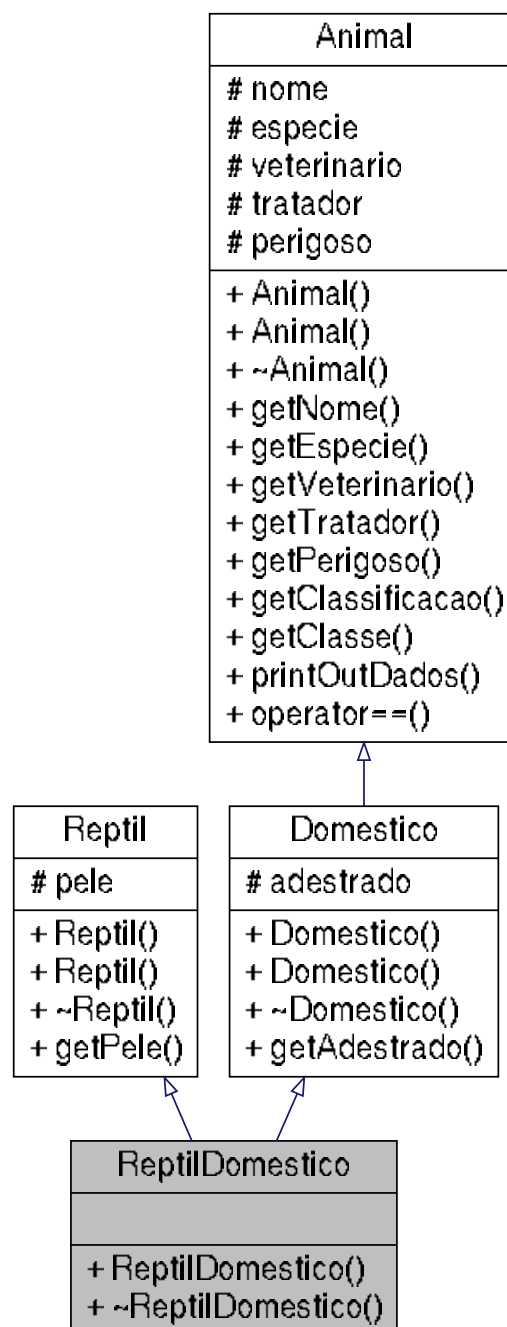 Animal
# nome
# especie
# veterinario
# tratador
# perigoso
+ Animal()
+ Animal()
+ ~Animal()
+ getNome()
+ getEspecie()
+ getVeterinario()
+ getTratador()
+ getPerigoso()
+ getClassificacao()
+ getClasse()
+ printOutDados()
+ operator==()
Reptil
# pele
+ Reptil()
+ Reptil()
+ ~Reptil()
+ getPele()
Domestico
# adestrado
+ Domestico()
+ Domestico()
+ ~Domestico()
+ getAdestrado()
ReptilDomestico
+ ReptilDomestico()
+ ~ReptilDomestico()